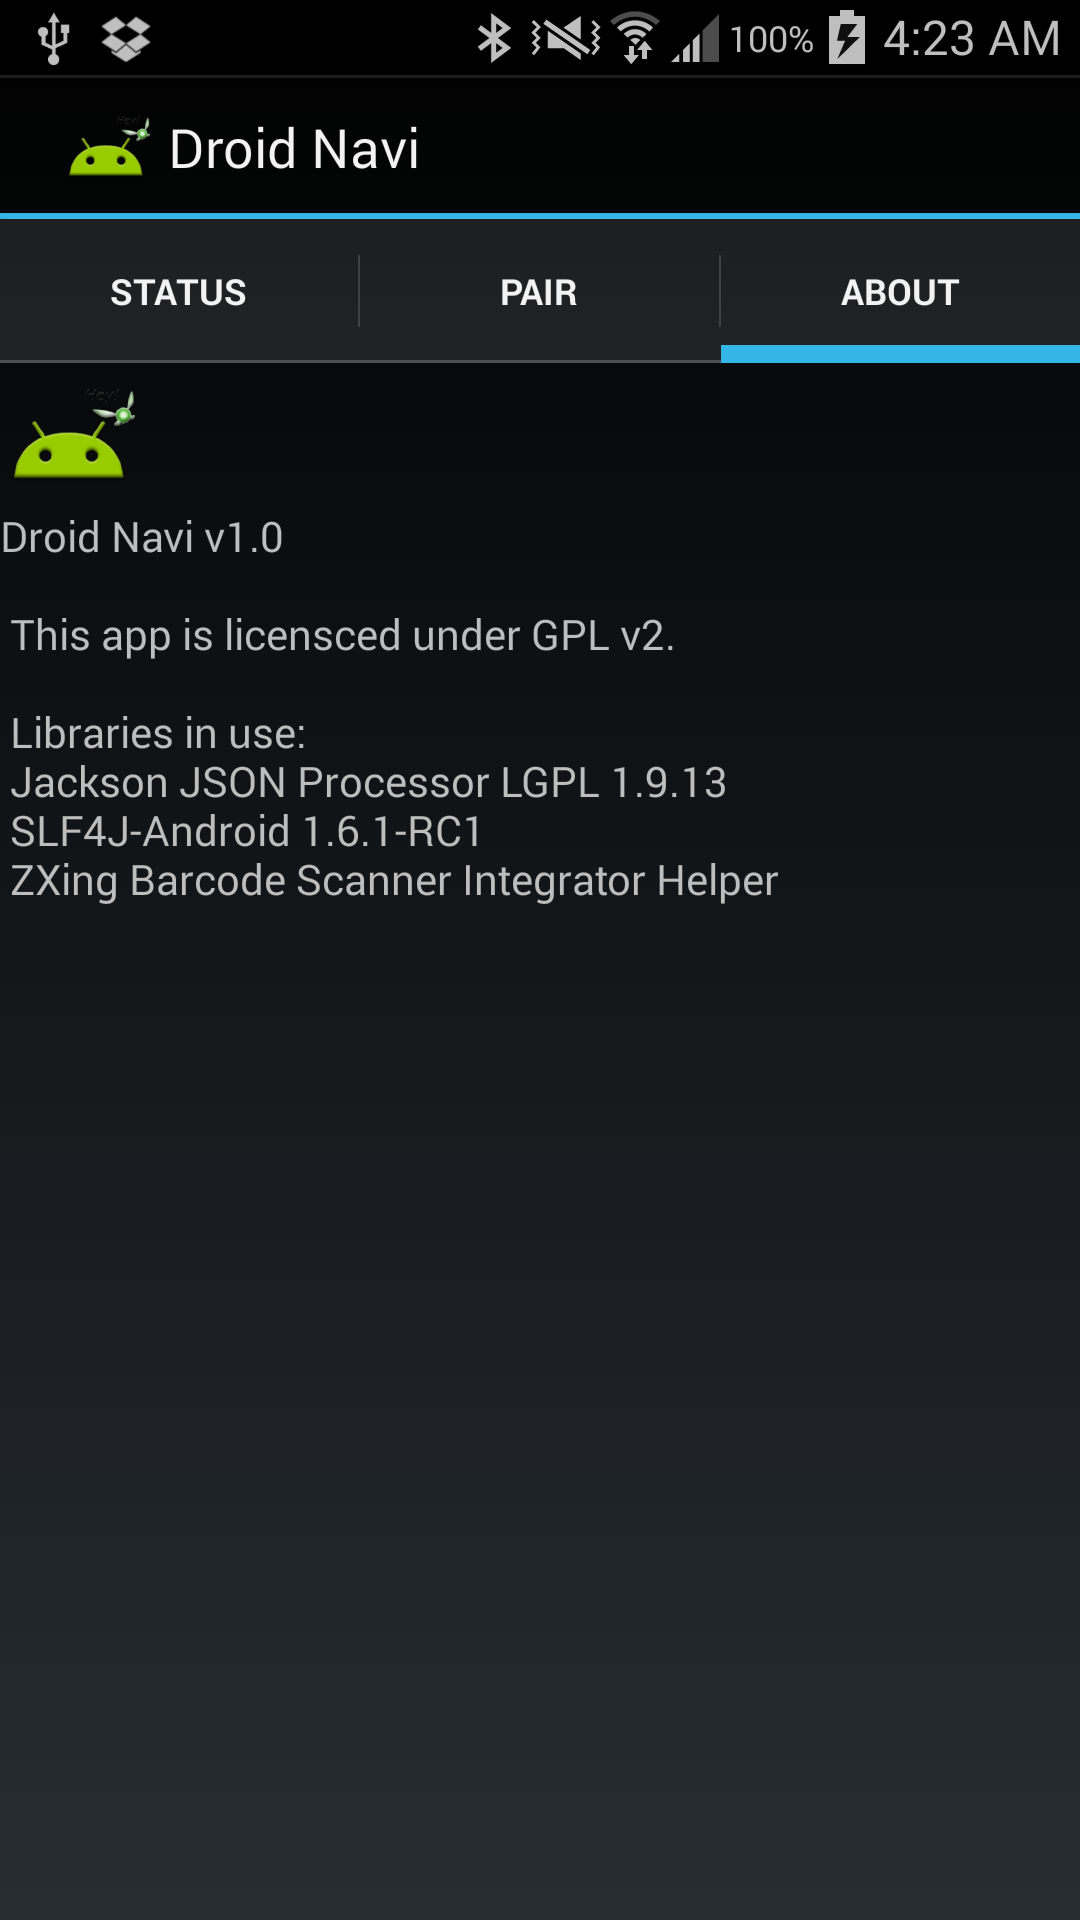 100% 4:23 AM
Droid Navi
STATUS PAIR ABOUT
Hey!
Droid Navi v1.0
This app is licensced under GPL v2.
Libraries in use:
Jackson JSON Processor LGPL 1.9.13
SLF4J-Android 1.6.1-RC1
ZXing Barcode Scanner Integrator Helper